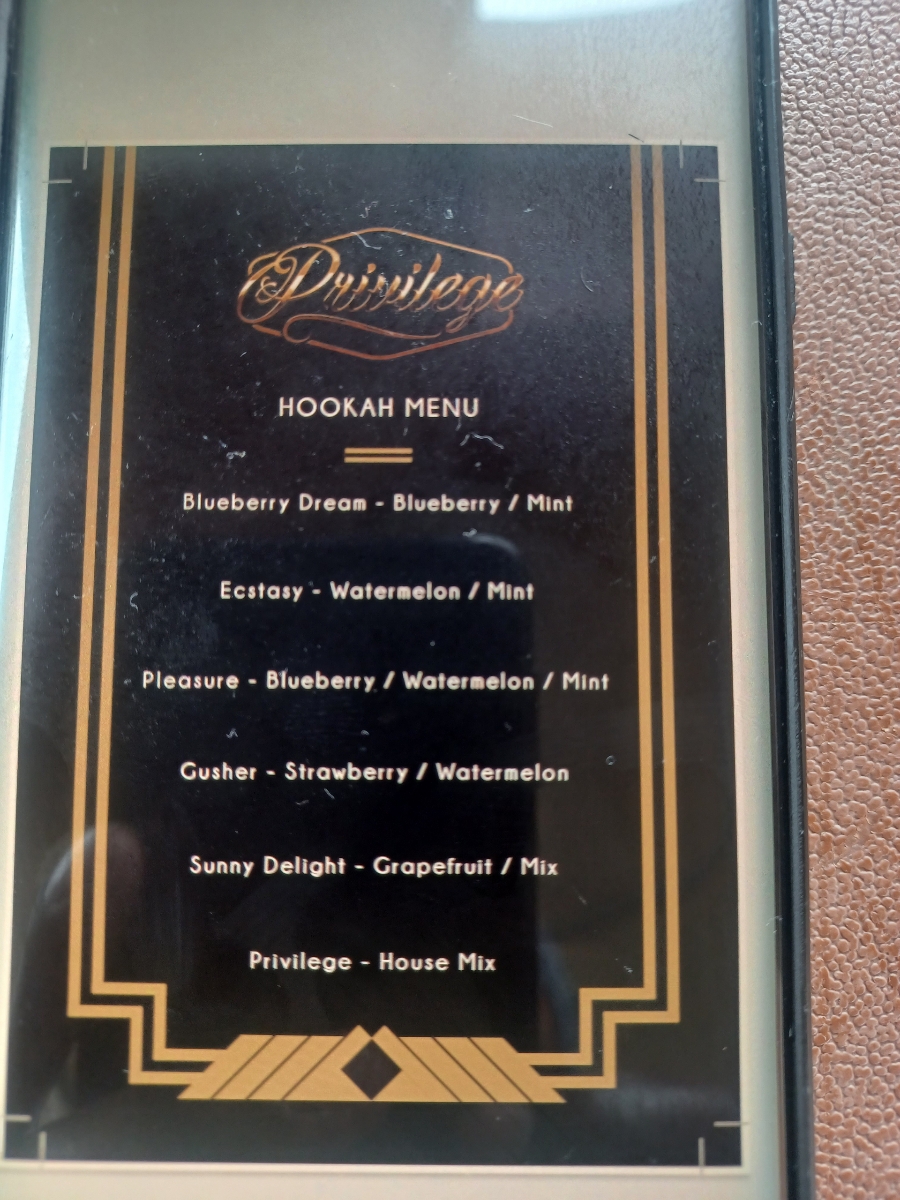 Privilege
HOOKAH MENU
Blueberry Dream - Blueberry / Mint
Ecstasy - Watermelon / Mint
Pleasure - Blueberry / Watermelon / Mint
Gusher - Strawberry / Watermelon
Sunny Delight - Grapefruit / Mix
Privilege - House Mix